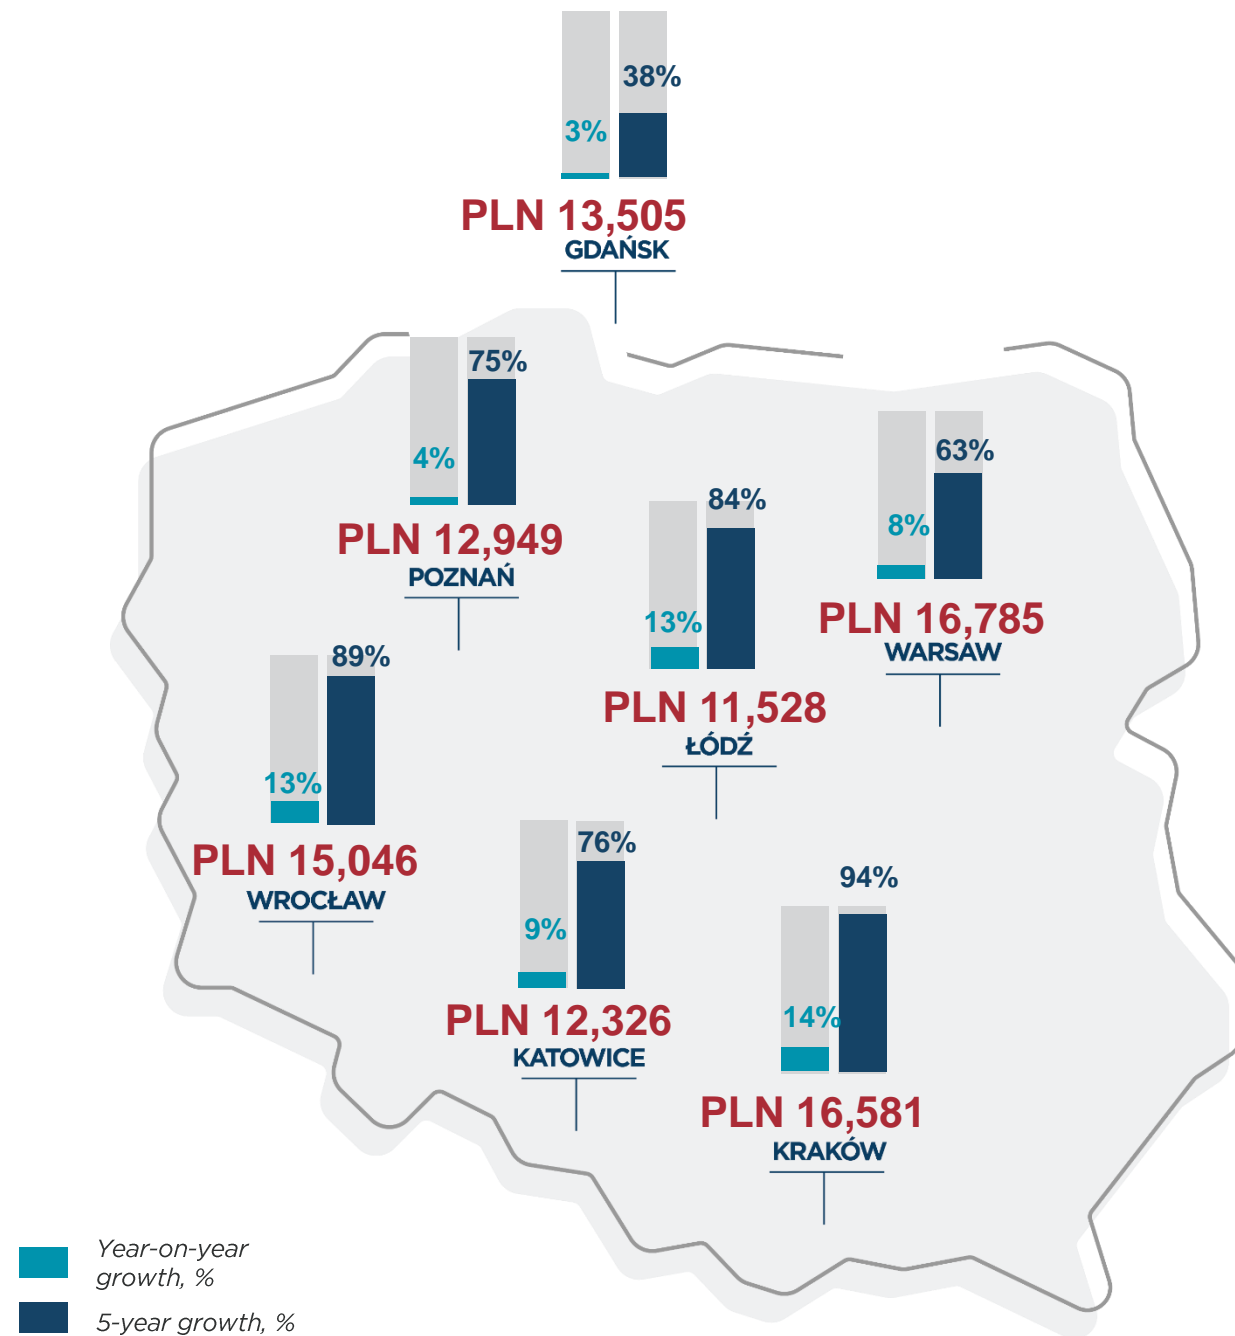 38%
3%
PLN 13,505
GDAŃSK
75%
4%
PLN 12,949
POZNAŃ
63%
8%
PLN 16,785
WARSAW
84%
13%
PLN 11,528
ŁÓDŹ
89%
13%
PLN 15,046
WROCŁAW
76%
9%
PLN 12,326
KATOWICE
94%
14%
PLN 16,581
KRAKÓW
Year-on-year
growth, %
5-year growth, %